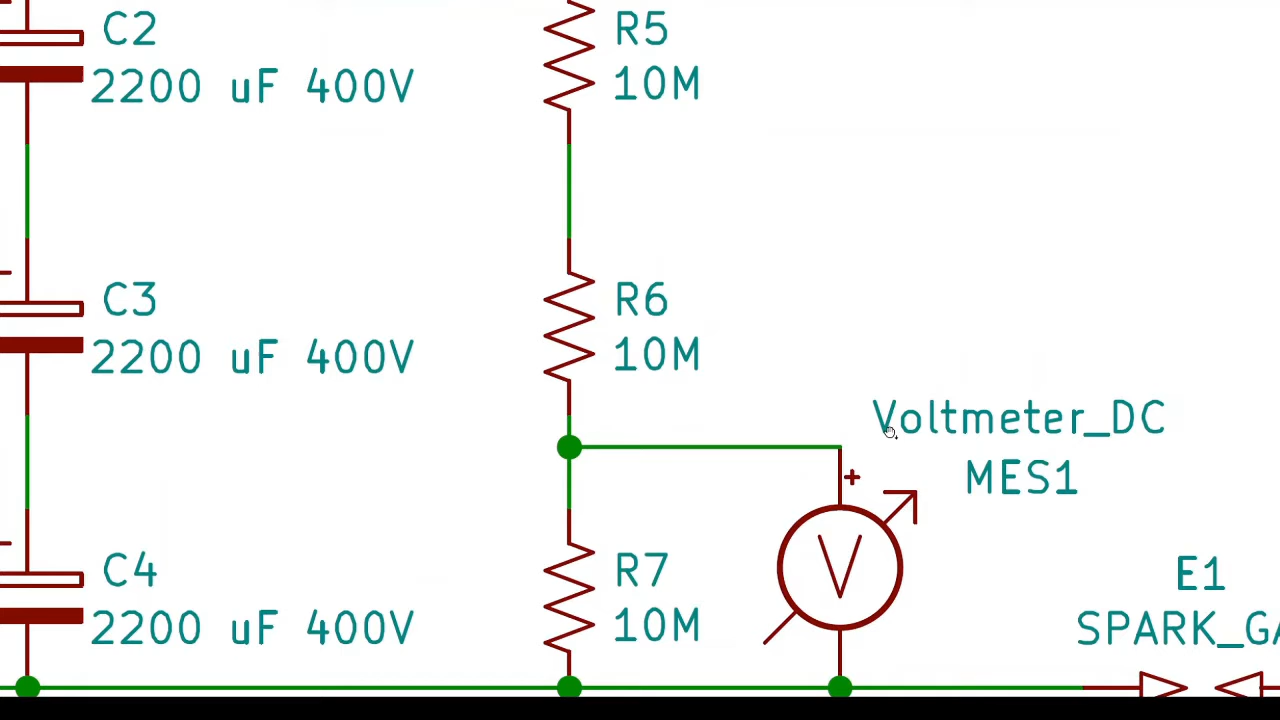 C2
2200 uF 400V
R5
10M
C3
2200 uF 400V
R6
10M
Voltmeter_DC
MES1
+
V
C4
2200 uF 400V
R7
10M
E1
SPARK_GA